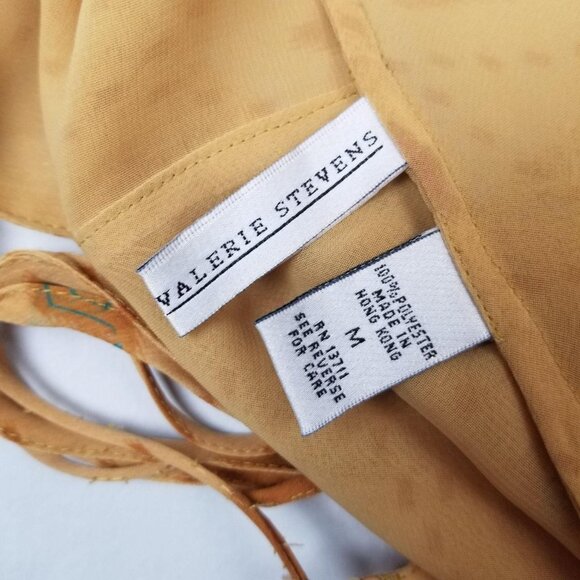 VALERIE STEVENS
100% POLYESTER
MADE IN
HONG KONG
M
RN 13711
SEE REVERSE
FOR CARE